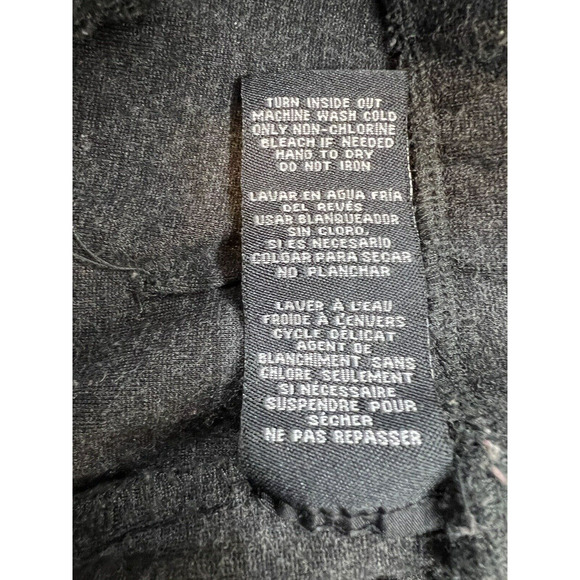 TURN INSIDE OUT
MACHINE WASH COLD
ONLY NON-CHLORINE
BLEACH IF NEEDED
HANG TO DRY
DO NOT IRON
LAVAR EN AGUA FRÍA
DEL REVÉS
USAR BLANQUEADOR
SIN CLORO,
SI ES NECESARIO
COLGAR PARA SECAR
NO PLANCHAR
LAVER À L'EAU
FROIDE À L'ENVERS
CYCLE DÉLICAT
AGENT DE
BLANCHIMENT SANS
CHLORE SEULEMENT
SI NÉCESSAIRE
SUSPENDRE POUR
SÉCHER
NE PAS REPASSER